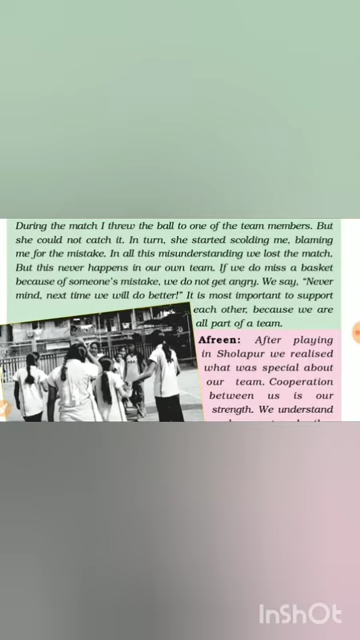 During the match I threw the ball to one of the team members. But
she could not catch it. In turn, she started scolding me, blaming
me for the mistake. In all this misunderstanding we lost the match.
But this never happens in our own team. If we do miss a basket
because of someone's mistake, we do not get angry. We say, "Never
mind, next time we will do better!" It is most important to support
each other, because we are
all part of a team.
Afreen: After playing
in Sholapur we realised
what was special about
our team. Cooperation
between us is our
strength. We understand
InShOt